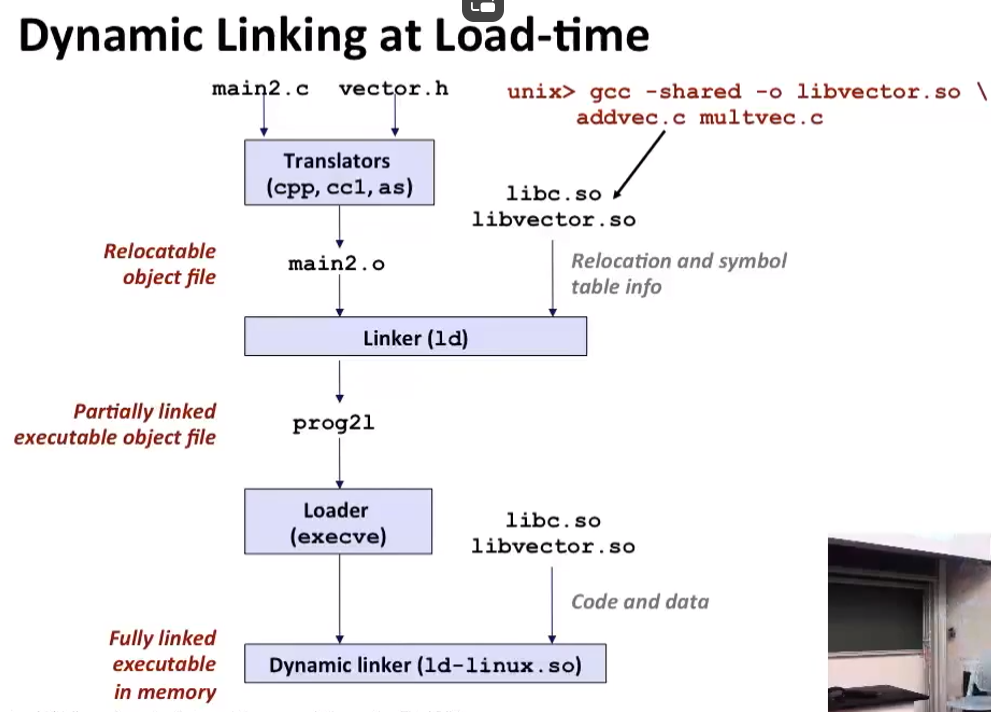 Dynamic Linking at Load-time
main2.c vector.h
unix> gcc -shared -o libvector.so \
addvec.c multvec.c
Translators
(cpp, cc1, as)
libc.so
libvector.so
Relocatable
object file
main2.o
Relocation and symbol
table info
Linker (ld)
Partially linked
executable object file
prog2l
Loader
(execve)
libc.so
libvector.so
Code and data
Fully linked
executable
in memory
Dynamic linker (ld-linux.so)